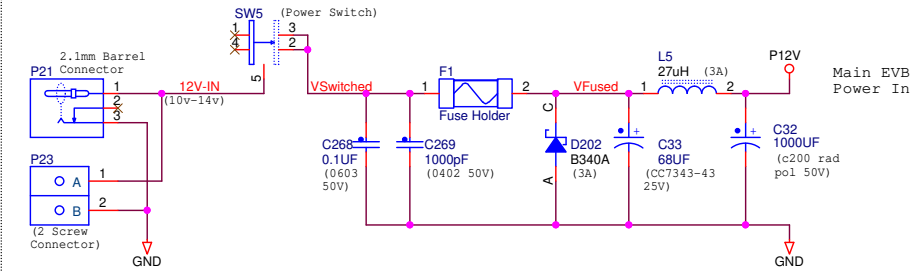 SW5
(Power Switch)
1
4
3
2
5
2.1mm Barrel
Connector
P21
1
2
3
12V-IN
(10v-14v)
P23
A
1
B
2
(2 Screw
Connector)
GND
VSwitched
C268
0.1UF
(0603
50V)
C269
1000pF
(0402 50V)
F1
1
2
Fuse Holder
VFused
C
A
D202
B340A
(3A)
C33
68UF
(CC7343-43
25V)
+
L5
27uH
(3A)
1
2
P12V
+
C32
1000UF
(c200 rad
pol 50V)
Main EVB
Power In
GND